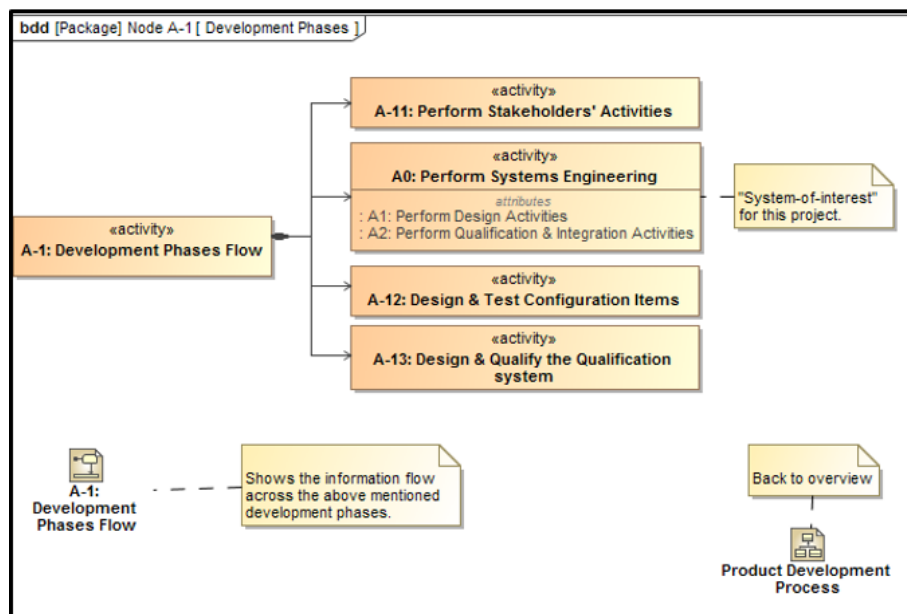 bdd [Package] Node A-1 [ Development Phases ]
«activity»
A-11: Perform Stakeholders' Activities
«activity»
A0: Perform Systems Engineering
attributes
: A1: Perform Design Activities
: A2: Perform Qualification & Integration Activities
"System-of-interest"
for this project.
«activity»
A-1: Development Phases Flow
«activity»
A-12: Design & Test Configuration Items
«activity»
A-13: Design & Qualify the Qualification
system
A-1:
Development
Phases Flow
Shows the information flow
across the above mentioned
development phases.
Back to overview
Product Development
Process